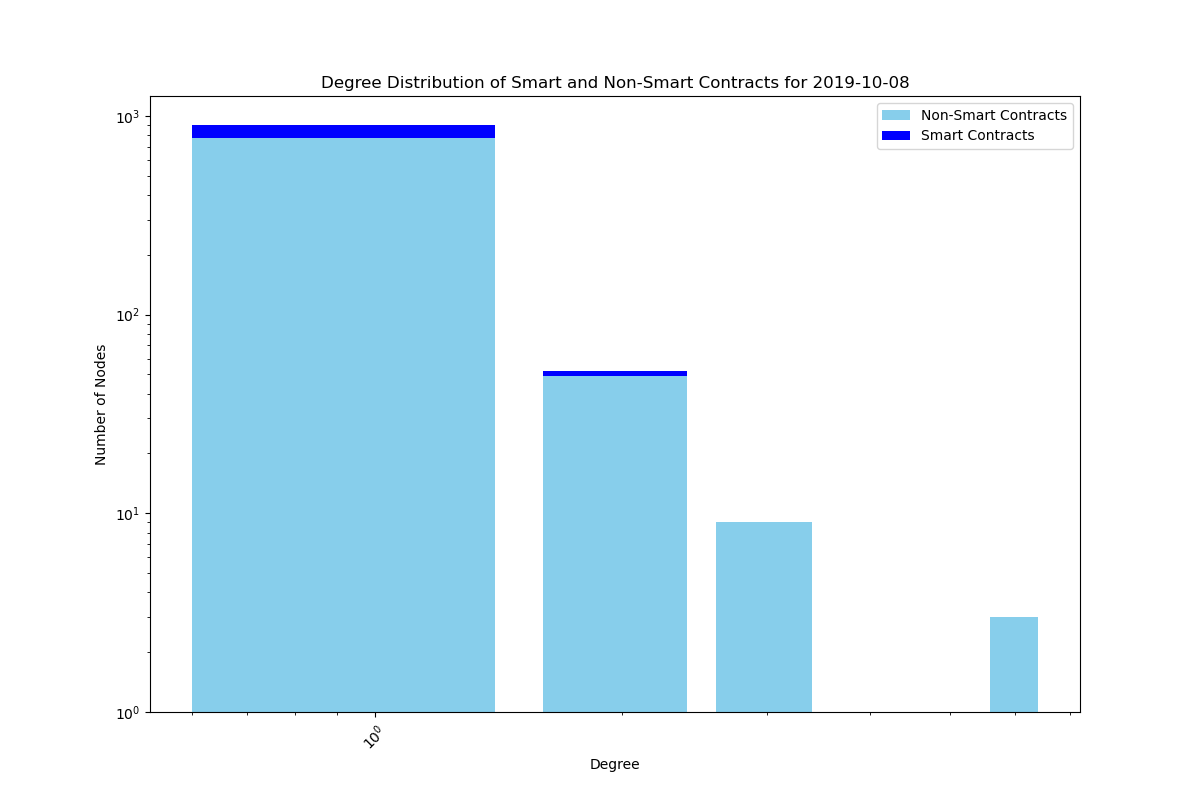 Degree Distribution of Smart and Non-Smart Contracts for 2019-10-08
Non-Smart Contracts
Smart Contracts
10³
10²
10¹
10⁰
Number of Nodes
10⁰
Degree